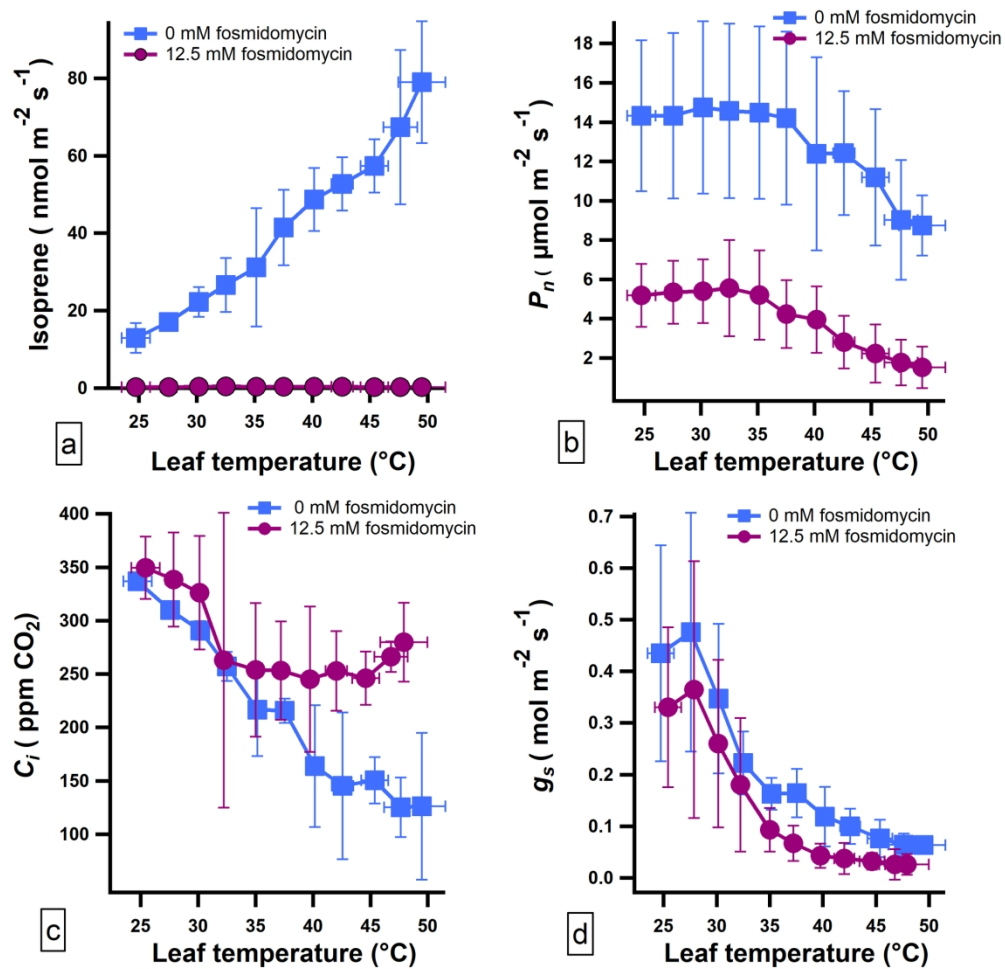 0 mM fosmidomycin
12.5 mM fosmidomycin
Isoprene ( nmol m⁻² s⁻¹)
80
60
40
20
0
25 30 35 40 45 50
Leaf temperature (°C)
a
0 mM fosmidomycin
12.5 mM fosmidomycin
Pn ( µmol m⁻² s⁻¹)
18
16
14
12
10
8
6
4
2
25 30 35 40 45 50
Leaf temperature (°C)
b
0 mM fosmidomycin
12.5 mM fosmidomycin
Ci ( ppm CO₂)
400
350
300
250
200
150
100
25 30 35 40 45 50
Leaf temperature (°C)
c
0 mM fosmidomycin
12.5 mM fosmidomycin
gs ( mol m⁻² s⁻¹)
0.7
0.6
0.5
0.4
0.3
0.2
0.1
0.0
25 30 35 40 45 50
Leaf temperature (°C)
d